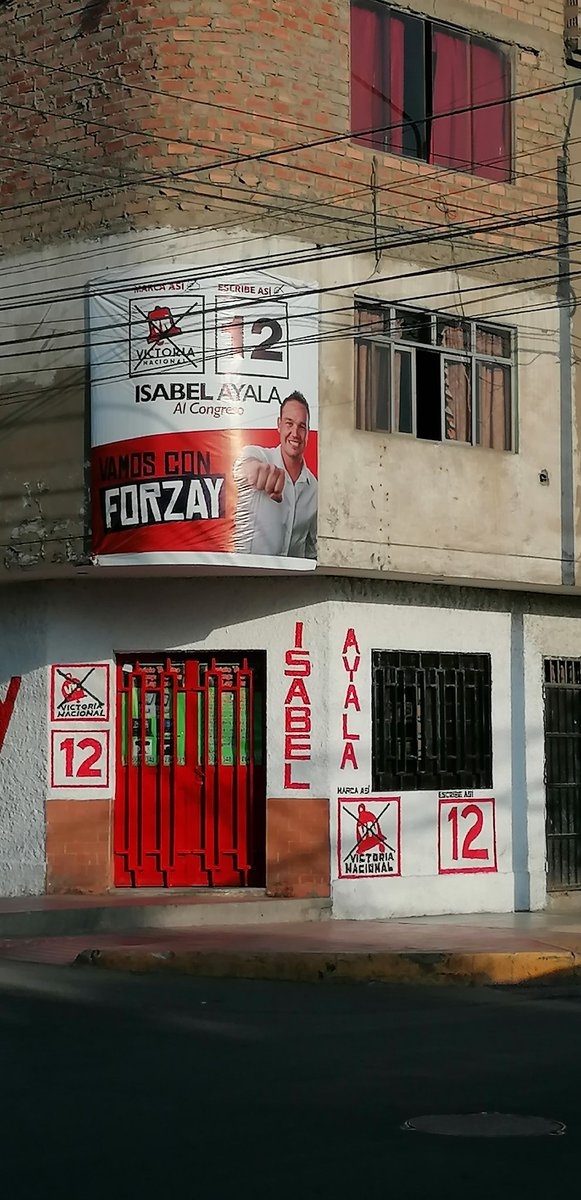 MARCA ASÍ
ESCRIBE ASÍ
VICTORIA
NACIONAL
12
ISABEL AYALA
Al Congreso
VAMOS CON
FORZAY
Y
VICTORIA
NACIONAL
12
ISABEL
AYALA
MARCA ASÍ
ESCRIBE ASÍ
VICTORIA
NACIONAL
12